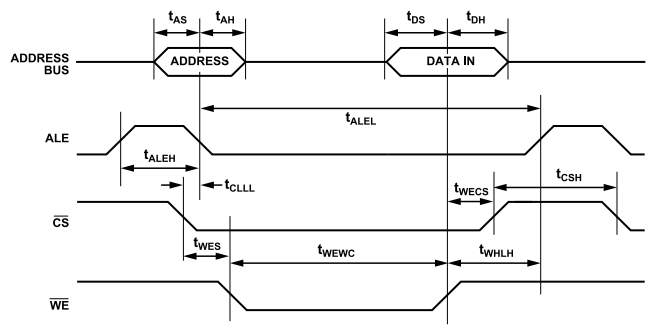 tAS tAH tDS tDH
ADDRESS
BUS
ADDRESS
DATA IN
tALEL
ALE
tALEH
tCLLL
tWECS
tCSH
CS
tWES
tWEWC
tWHLH
WE